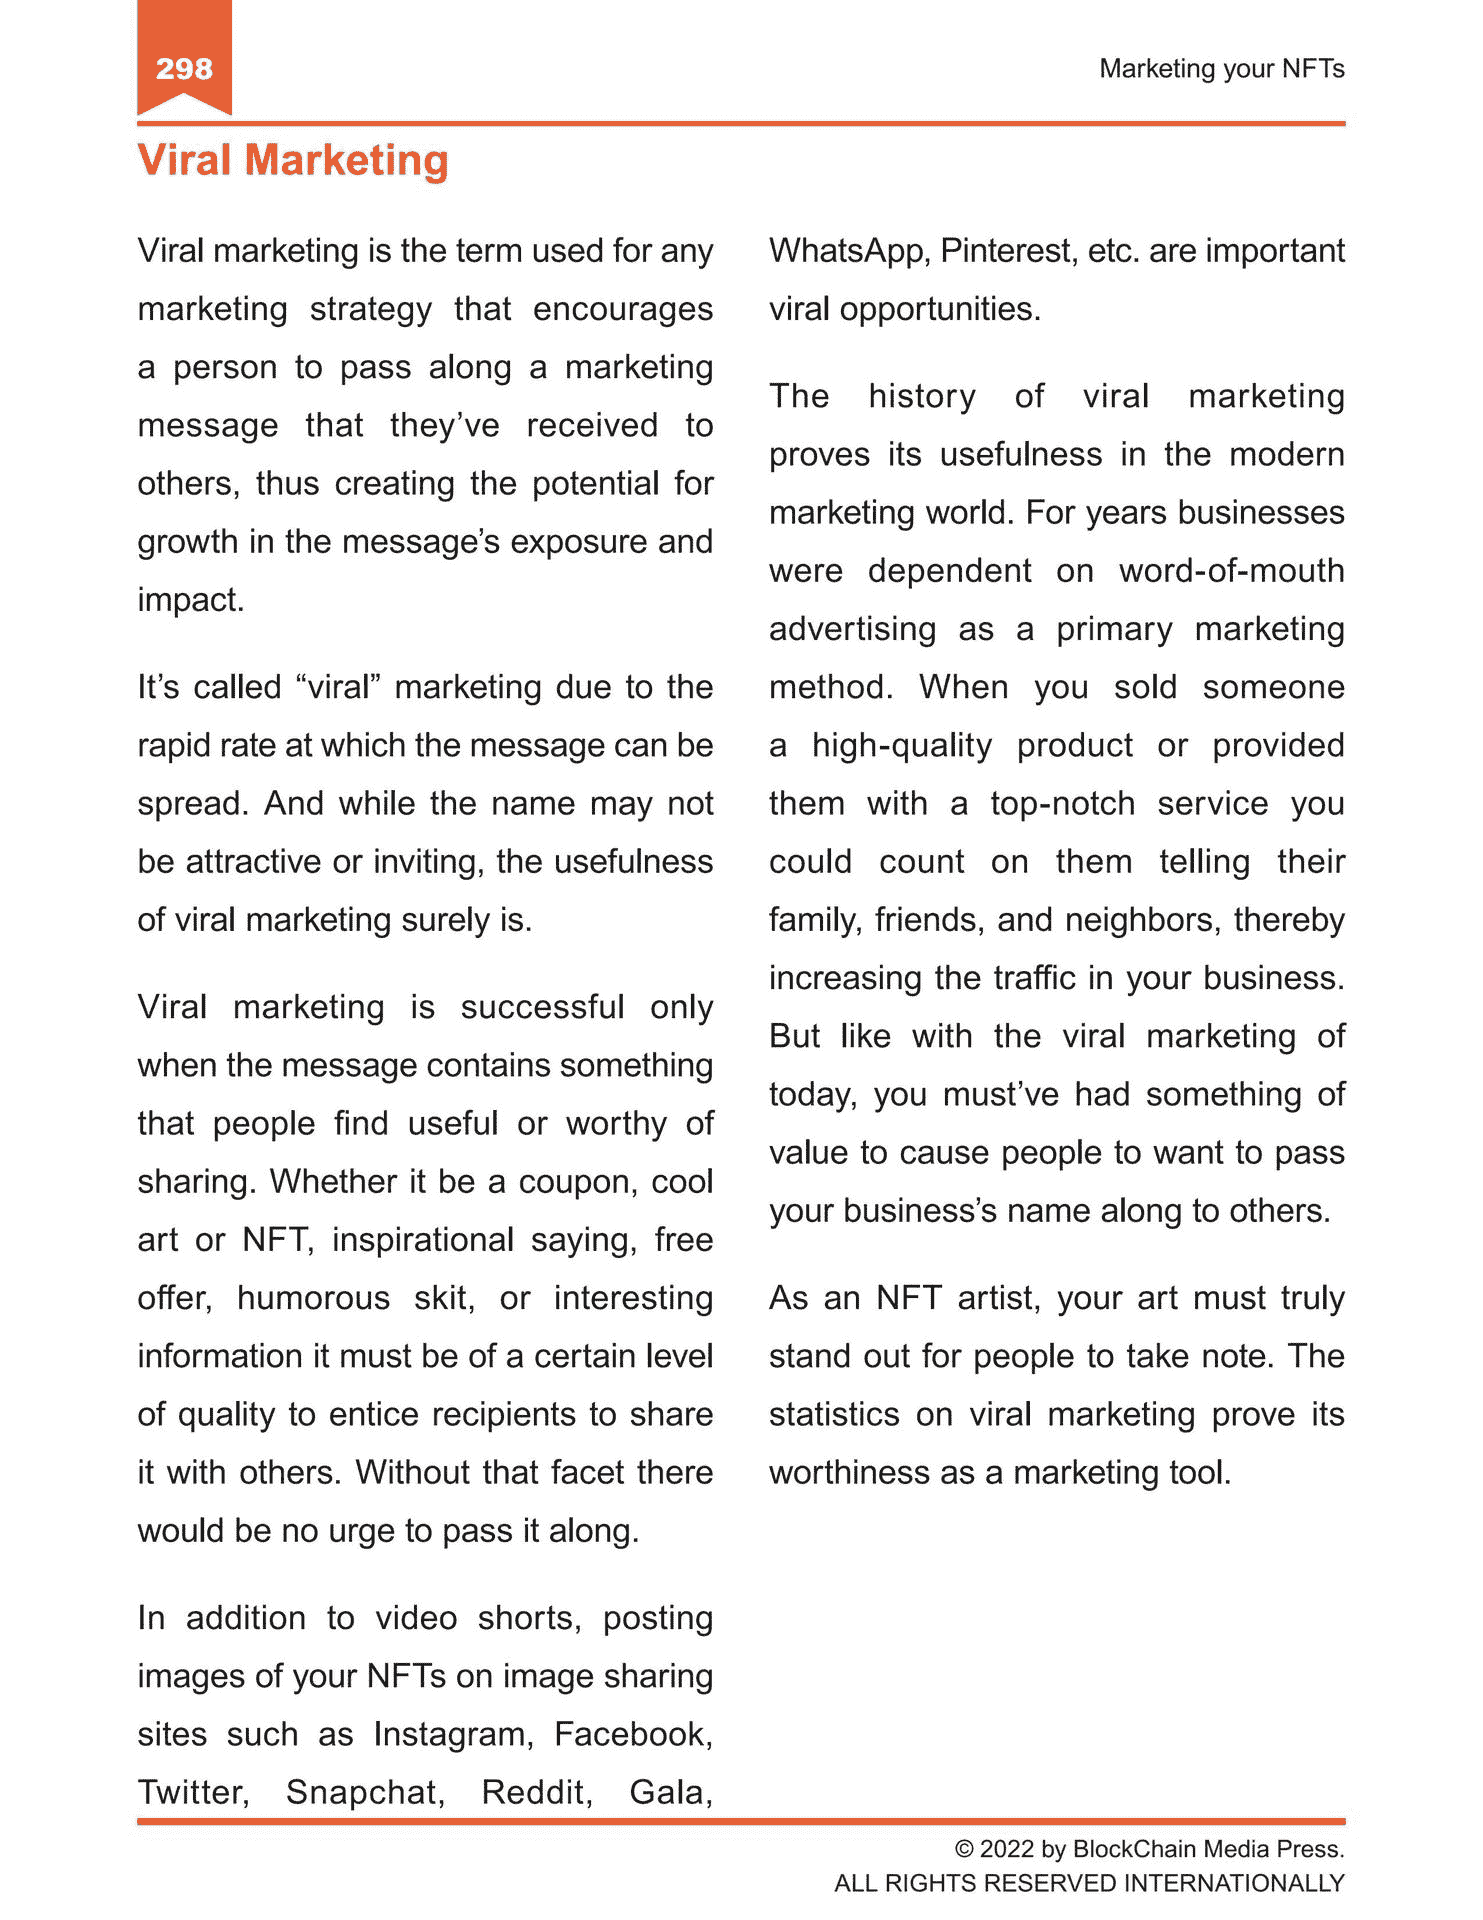 298
Marketing your NFTs
Viral Marketing
Viral marketing is the term used for any
marketing strategy that encourages
a person to pass along a marketing
message that they’ve received to
others, thus creating the potential for
growth in the message’s exposure and
impact.
It’s called “viral” marketing due to the
rapid rate at which the message can be
spread. And while the name may not
be attractive or inviting, the usefulness
of viral marketing surely is.
Viral marketing is successful only
when the message contains something
that people find useful or worthy of
sharing. Whether it be a coupon, cool
art or NFT, inspirational saying, free
offer, humorous skit, or interesting
information it must be of a certain level
of quality to entice recipients to share
it with others. Without that facet there
would be no urge to pass it along.
In addition to video shorts, posting
images of your NFTs on image sharing
sites such as Instagram, Facebook,
Twitter, Snapchat, Reddit, Gala,
WhatsApp, Pinterest, etc. are important
viral opportunities.
The history of viral marketing
proves its usefulness in the modern
marketing world. For years businesses
were dependent on word-of-mouth
advertising as a primary marketing
method. When you sold someone
a high-quality product or provided
them with a top-notch service you
could count on them telling their
family, friends, and neighbors, thereby
increasing the traffic in your business.
But like with the viral marketing of
today, you must’ve had something of
value to cause people to want to pass
your business’s name along to others.
As an NFT artist, your art must truly
stand out for people to take note. The
statistics on viral marketing prove its
worthiness as a marketing tool.
© 2022 by BlockChain Media Press.
ALL RIGHTS RESERVED INTERNATIONALLY